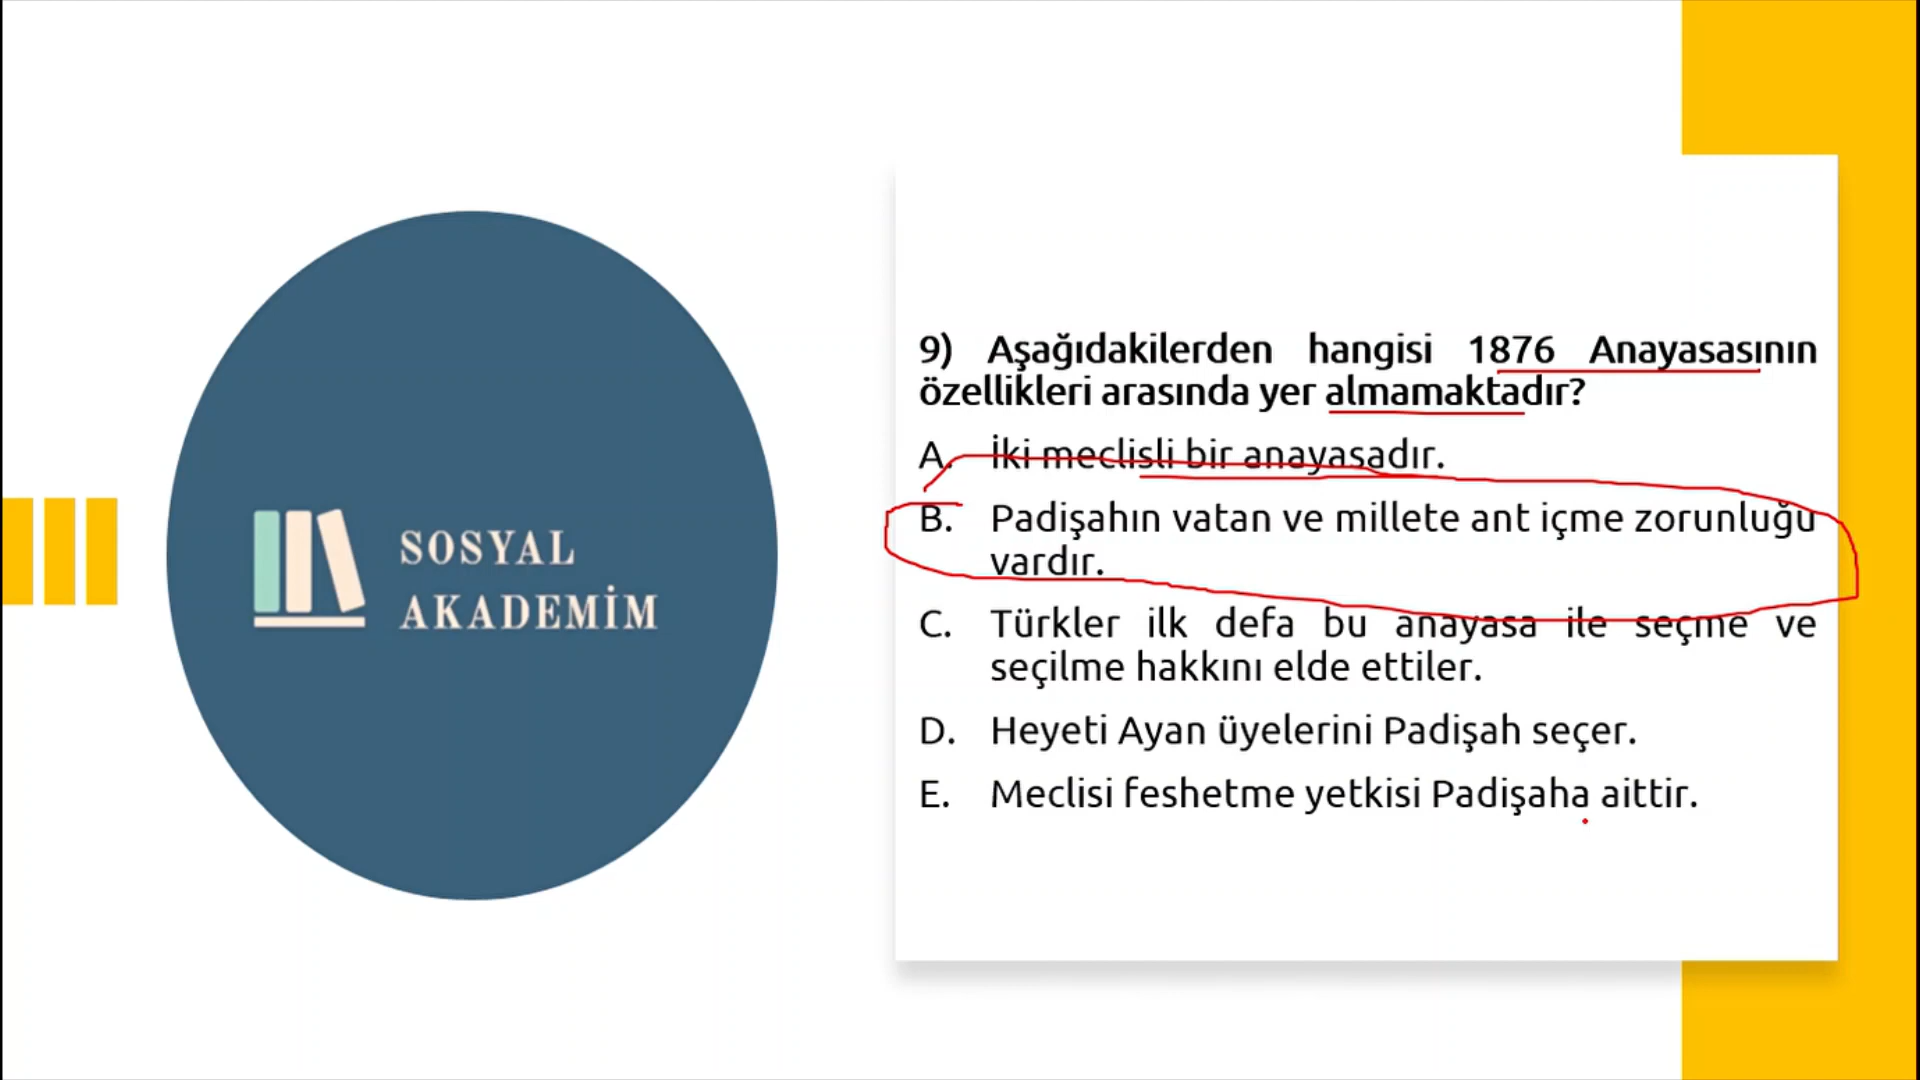 SOSYAL
AKADEMİM
9) Aşağıdakilerden hangisi 1876 Anayasasının
özellikleri arasında yer almamaktadır?
A. İki meclisli bir anayasadır.
B. Padişahın vatan ve millete ant içme zorunluğu
vardır.
C. Türkler ilk defa bu anayasa ile seçme ve
seçilme hakkını elde ettiler.
D. Heyeti Ayan üyelerini Padişah seçer.
E. Meclisi feshetme yetkisi Padişaha aittir.